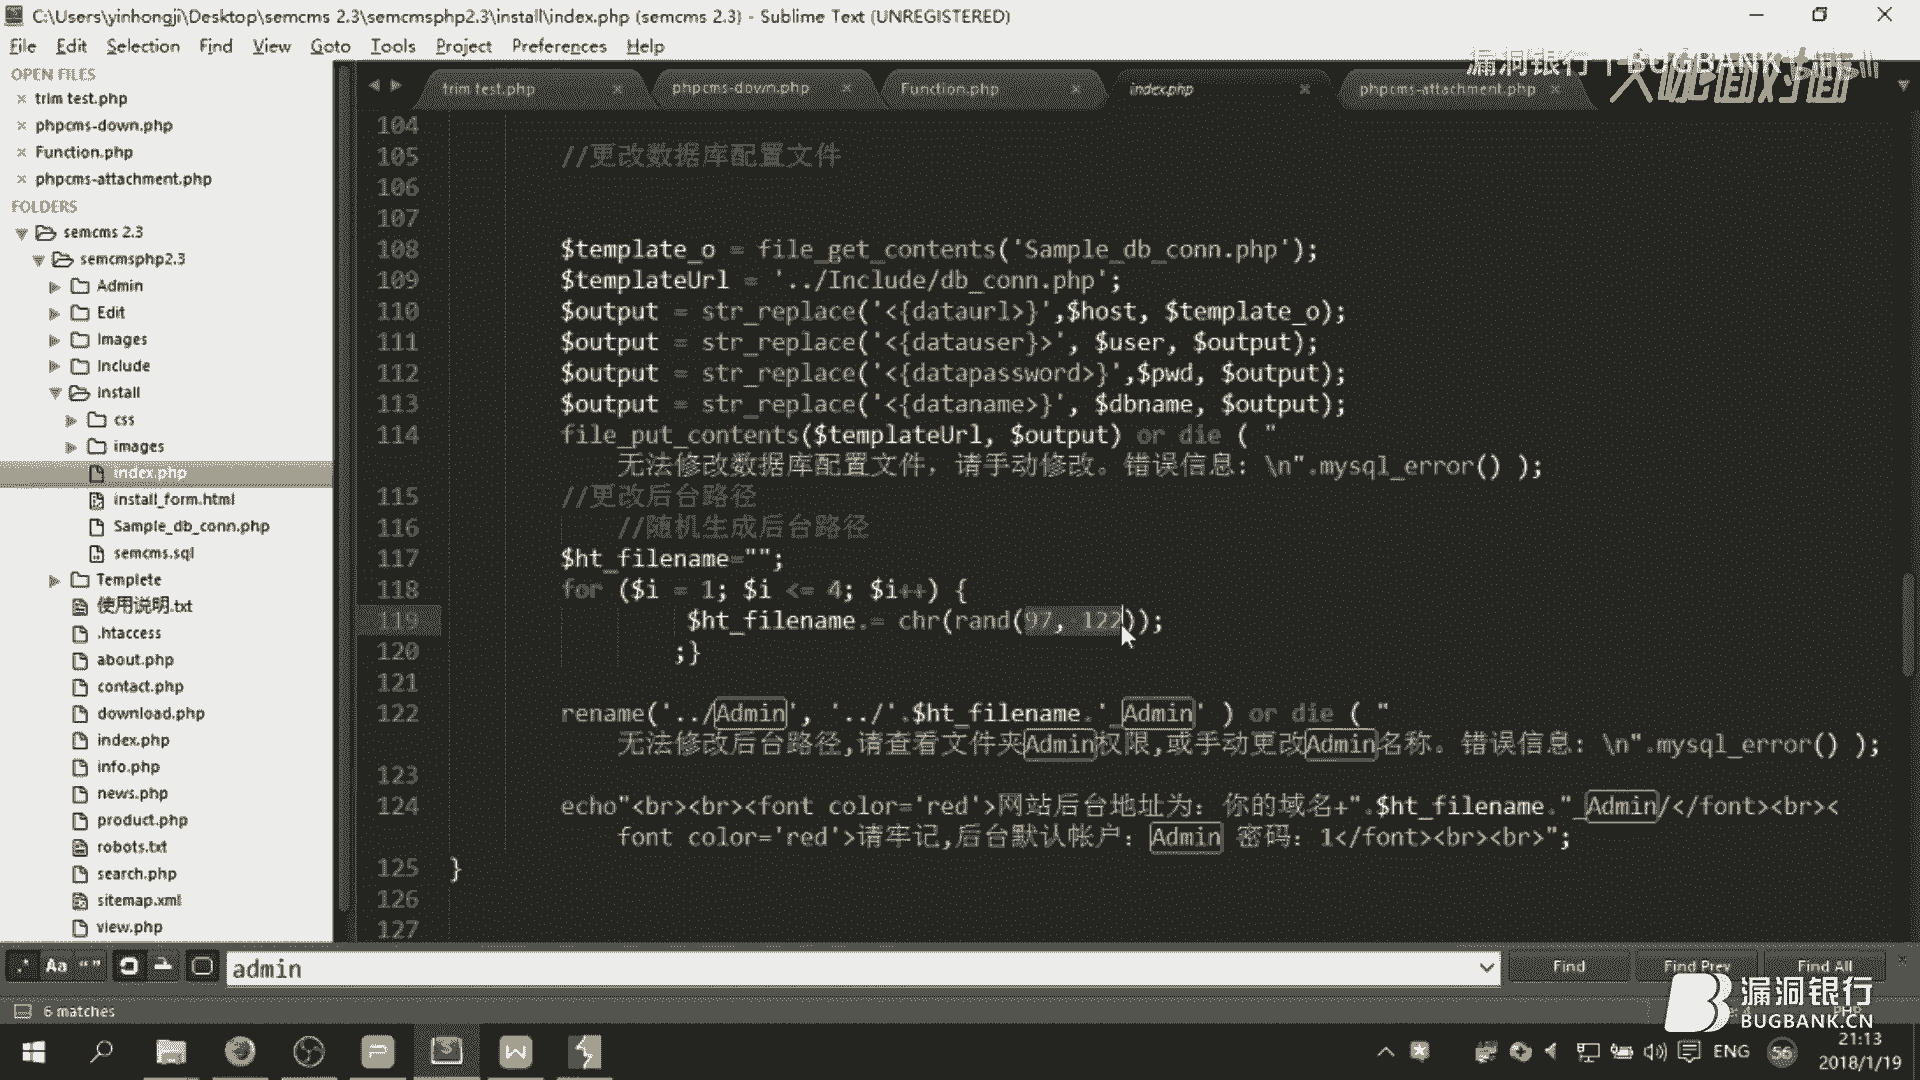 C:\Users\yinhongji\Desktop\semcms 2.3\semcmsphp2.3\install\index.php (semcms 2.3) - Sublime Text (UNREGISTERED)
File Edit Selection Find View Goto Tools Project Preferences Help
漏洞银行 | BUGBANK
大咖面对面
OPEN FILES
trim test.php
phpcms-down.php
Function.php
phpcms-attachment.php
FOLDERS
semcms 2.3
semcmsphp2.3
Admin
Edit
Images
Include
install
css
images
index.php
install_form.html
Sample_db_conn.php
semcms.sql
Templete
使用说明.txt
.htaccess
about.php
contact.php
download.php
index.php
info.php
news.php
product.php
robots.txt
search.php
sitemap.xml
view.php
trim test.php phpcms-down.php Function.php index.php phpcms-attachment.php
104
105 //更改数据库配置文件
106
107
108 $template_o = file_get_contents('Sample_db_conn.php');
109 $templateUrl = '../Include/db_conn.php';
110 $output = str_replace('<{dataurl>}',$host, $template_o);
111 $output = str_replace('<{datauser}>', $user, $output);
112 $output = str_replace('<{datapassword>}',$pwd, $output);
113 $output = str_replace('<{dataname>}', $dbname, $output);
114 file_put_contents($templateUrl, $output) or die ( "
无法修改数据库配置文件，请手动修改。错误信息: \n".mysql_error() );
115 //更改后台路径
116 //随机生成后台路径
117 $ht_filename="";
118 for ($i = 1; $i <= 4; $i++) {
119 $ht_filename.= chr(rand(97, 122));
120 ;}
121
122 rename('../Admin', '../'.$ht_filename.'_Admin' ) or die ( "
无法修改后台路径,请查看文件夹Admin权限,或手动更改Admin名称。错误信息: \n".mysql_error() );
123
124 echo"<br><br><font color='red'>网站后台地址为: 你的域名+".$ht_filename."_Admin/</font><br><
font color='red'>请牢记,后台默认帐户: Admin 密码: 1</font><br><br>";
125 }
126
127
.* Aa “” admin Find Find Prev Find All
6 matches
漏洞银行
BUGBANK.CN
ENG 56 21:13
2018/1/19